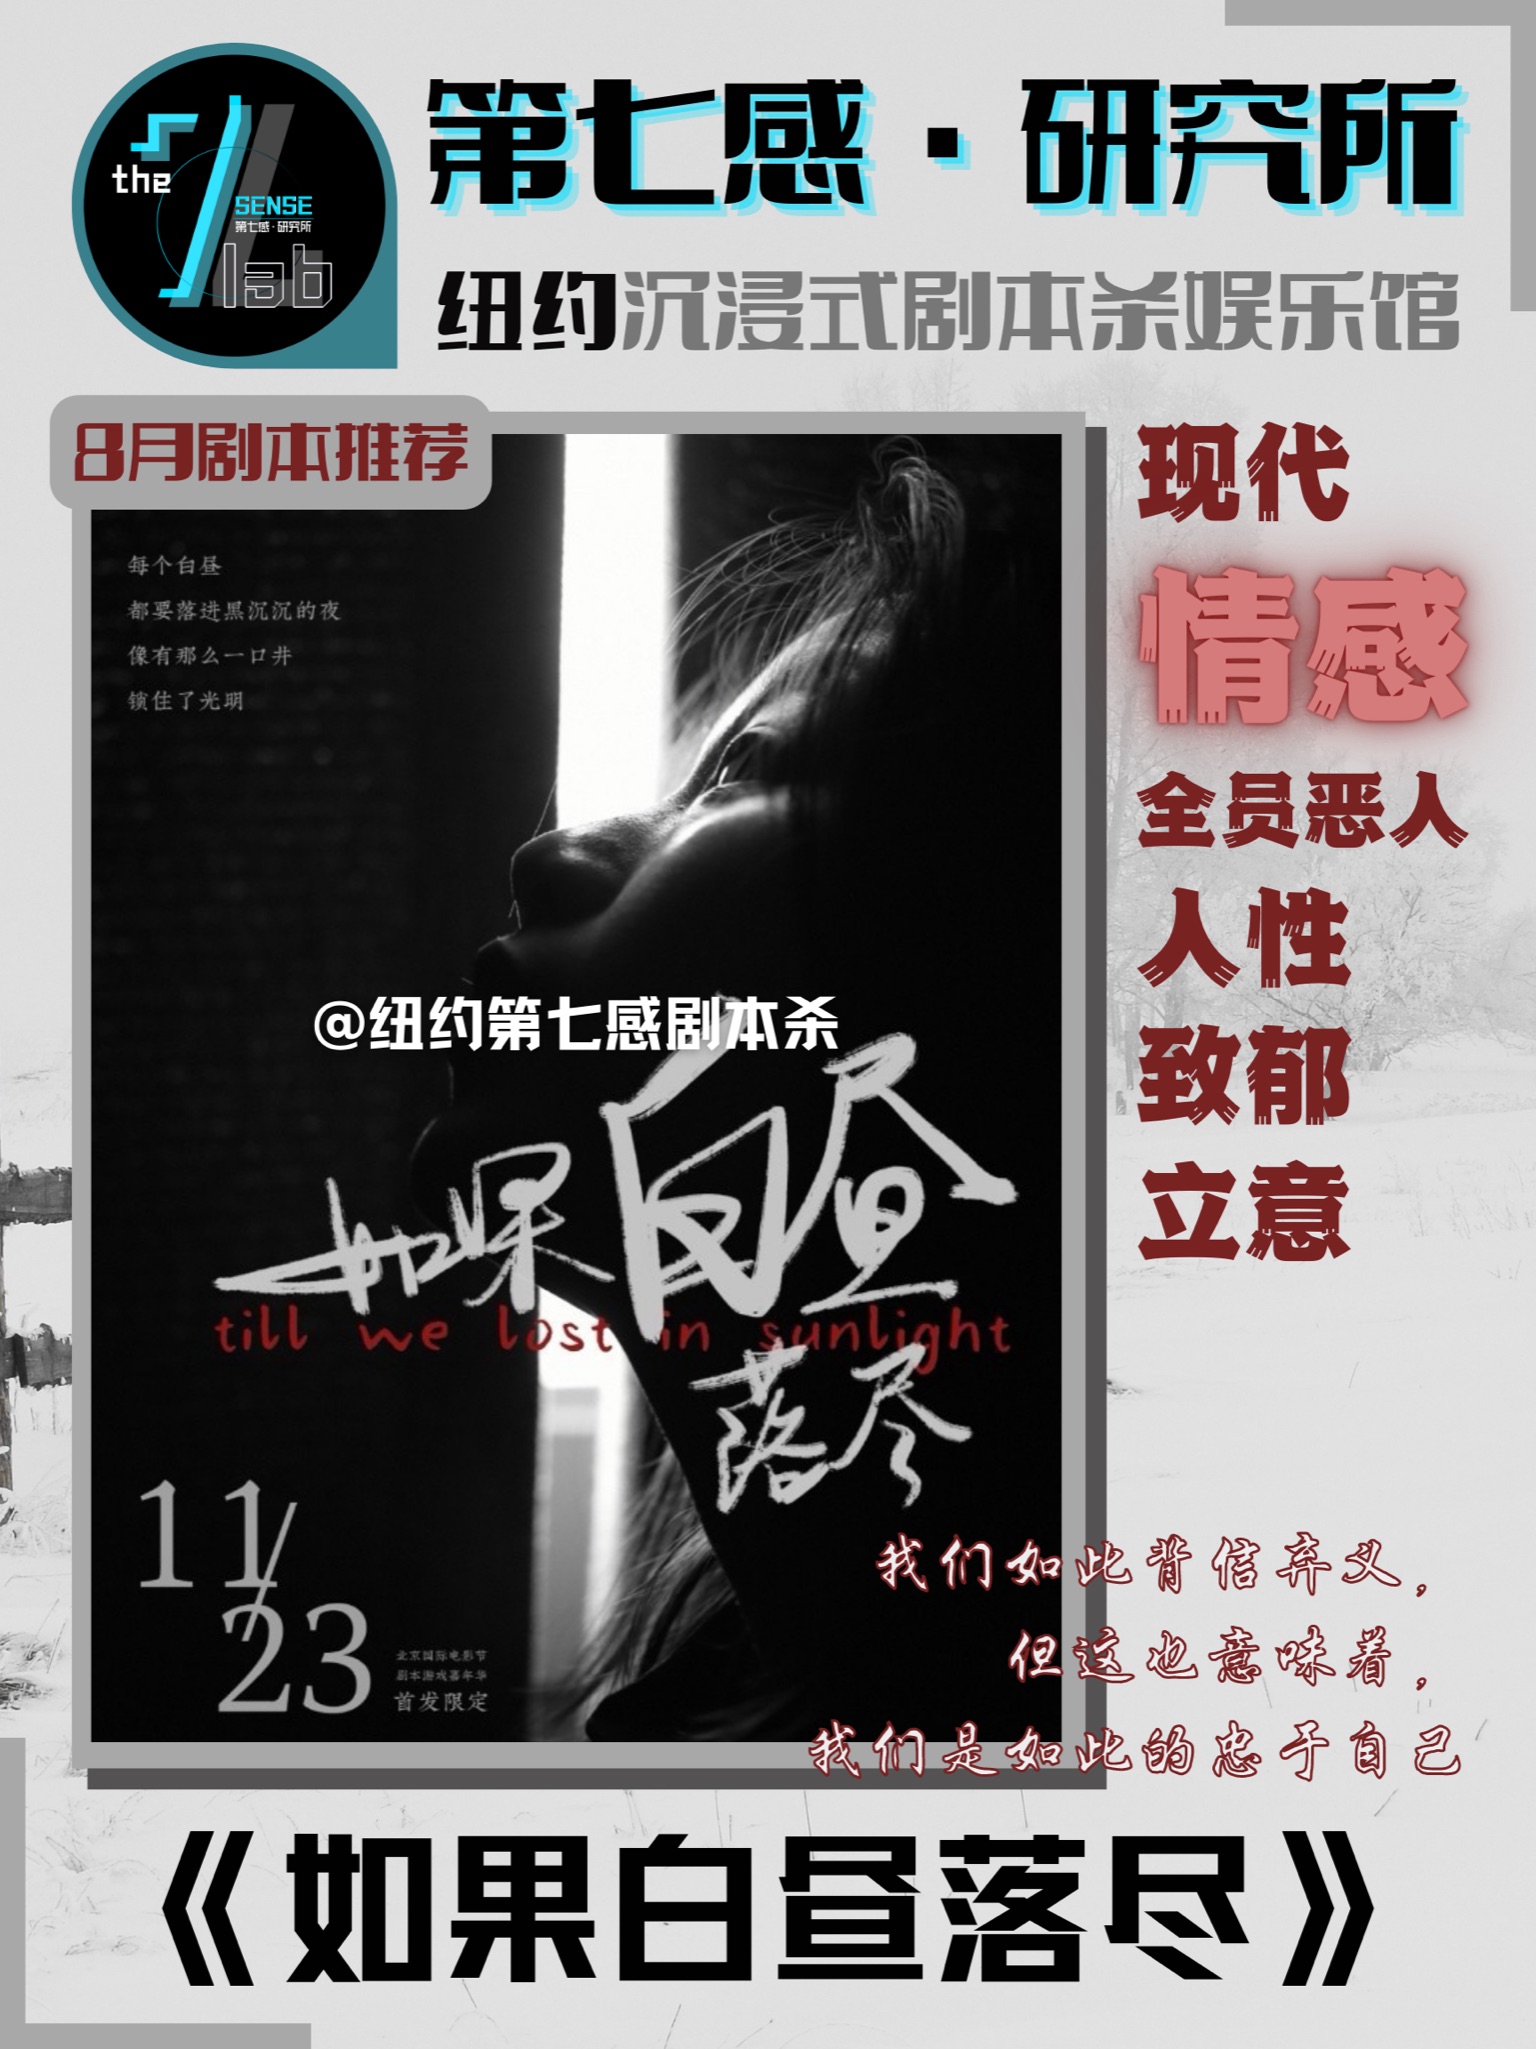 the
SENSE
第七感·研究所
lab
第七感·研究所
纽约沉浸式剧本杀娱乐馆
8月剧本推荐
每个白昼
都要落进黑沉沉的夜
像有那么一口井
锁住了光明
现代
情感
全员恶人
人性
致郁
立意
@纽约第七感剧本杀
如果白昼
till we lost in sunlight
落尽
11/23
北京国际电影节
剧本游戏嘉年华
首发限定
我们如此背信弃义，
但这也意味着，
我们是如此的忠于自己
《如果白昼落尽》